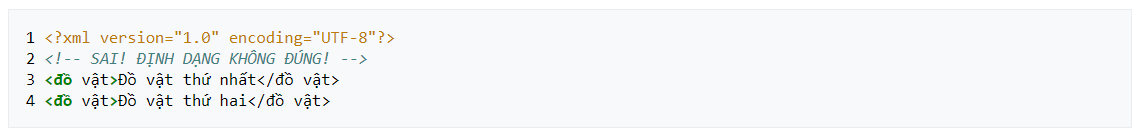 1 <?xml version="1.0" encoding="UTF-8"?>
2 <!-- SAI! ĐỊNH DẠNG KHÔNG ĐÚNG! -->
3 <đồ vật>Đồ vật thứ nhất</đồ vật>
4 <đồ vật>Đồ vật thứ hai</đồ vật>